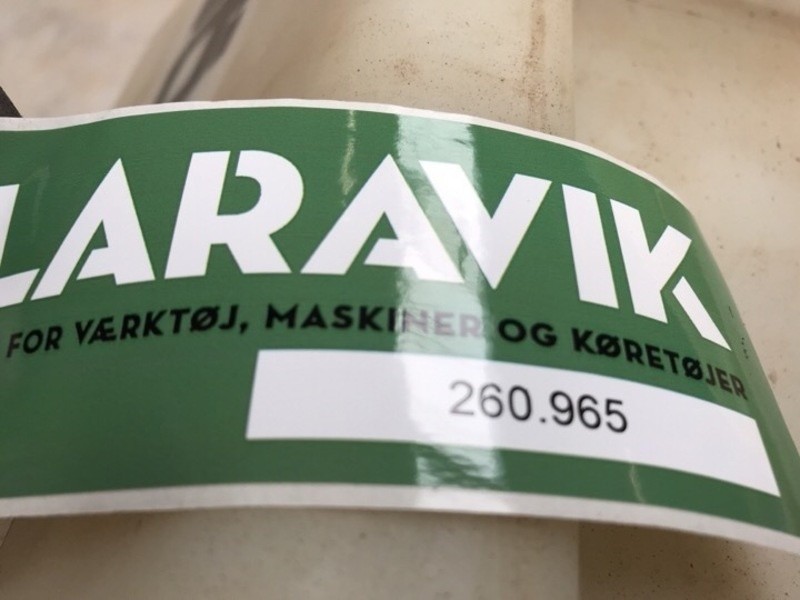 LARAVIK
FOR VÆRKTØJ, MASKINER OG KØRETØJER
260.965